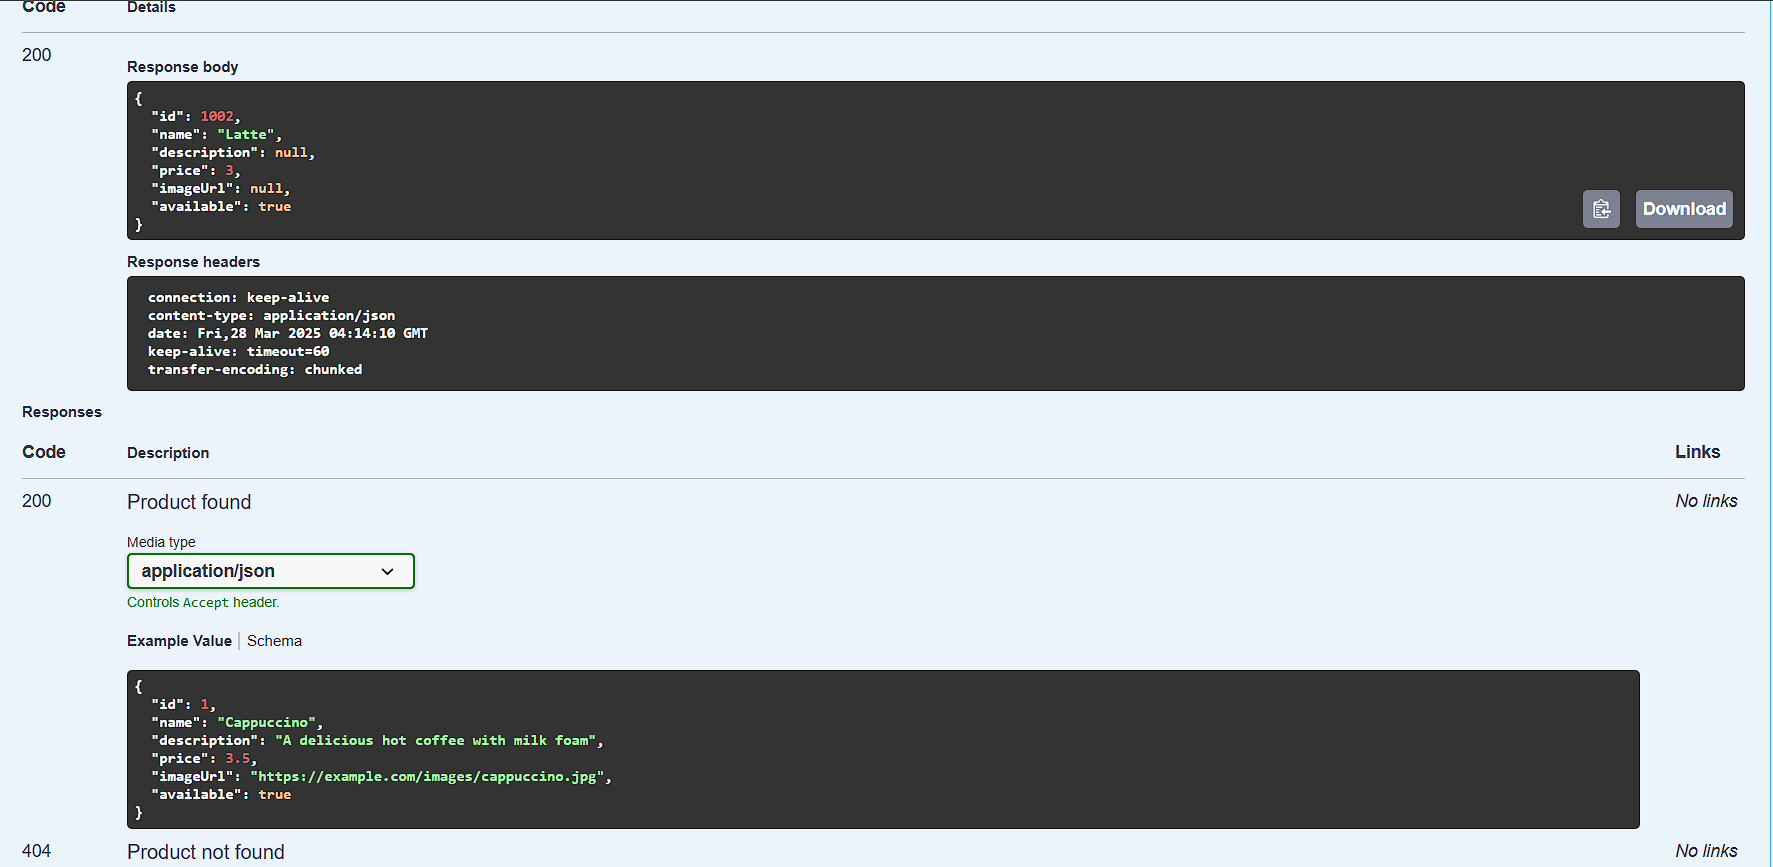 Code Details
200
Response body
{
  "id": 1002,
  "name": "Latte",
  "description": null,
  "price": 3,
  "imageUrl": null,
  "available": true
}
Download
Response headers
connection: keep-alive
content-type: application/json
date: Fri,28 Mar 2025 04:14:10 GMT
keep-alive: timeout=60
transfer-encoding: chunked
Responses
Code Description Links
200 Product found No links
Media type
application/json
Controls Accept header.
Example Value | Schema
{
  "id": 1,
  "name": "Cappuccino",
  "description": "A delicious hot coffee with milk foam",
  "price": 3.5,
  "imageUrl": "https://example.com/images/cappuccino.jpg",
  "available": true
}
404 Product not found No links